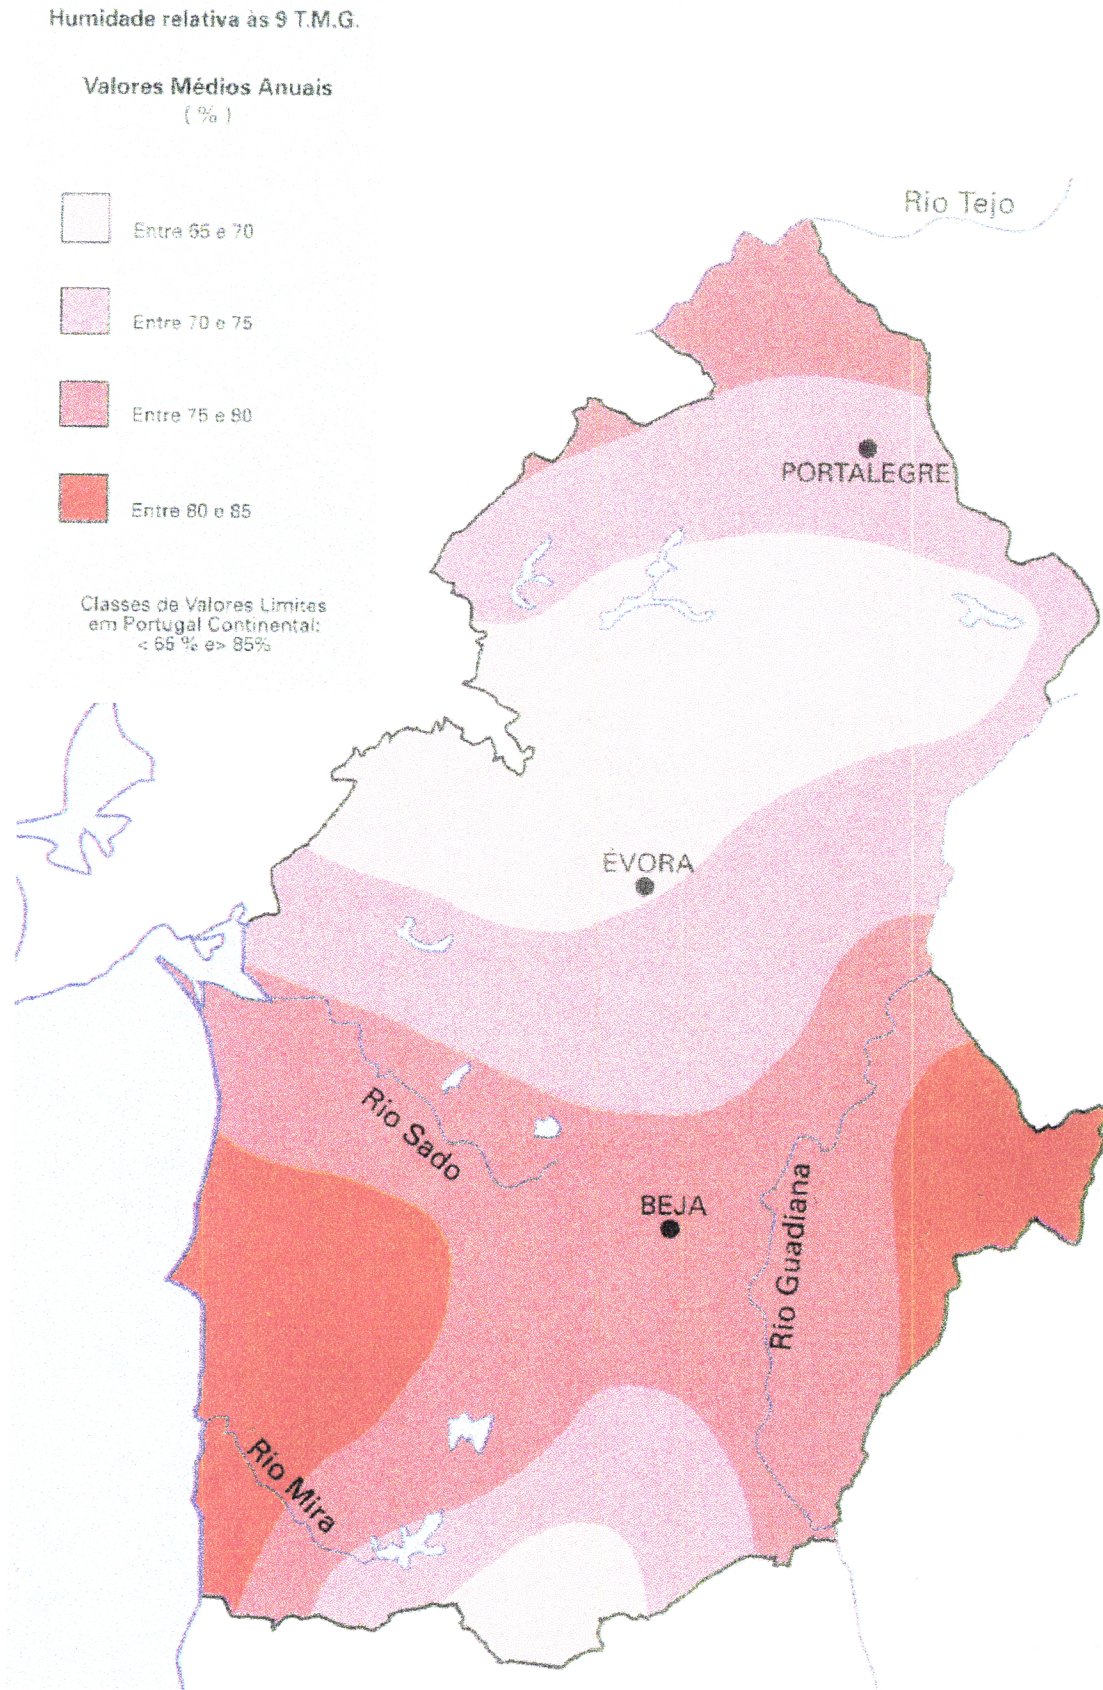 Humidade relativa às 9 T.M.G.
Valores Médios Anuais
( % )
Entre 65 e 70
Entre 70 e 75
Entre 75 e 80
Entre 80 e 85
Classes de Valores Limites
em Portugal Continental:
< 65 % e> 85%
Rio Tejo
PORTALEGRE
ÉVORA
Rio Sado
BEJA
Rio Guadiana
Rio Mira